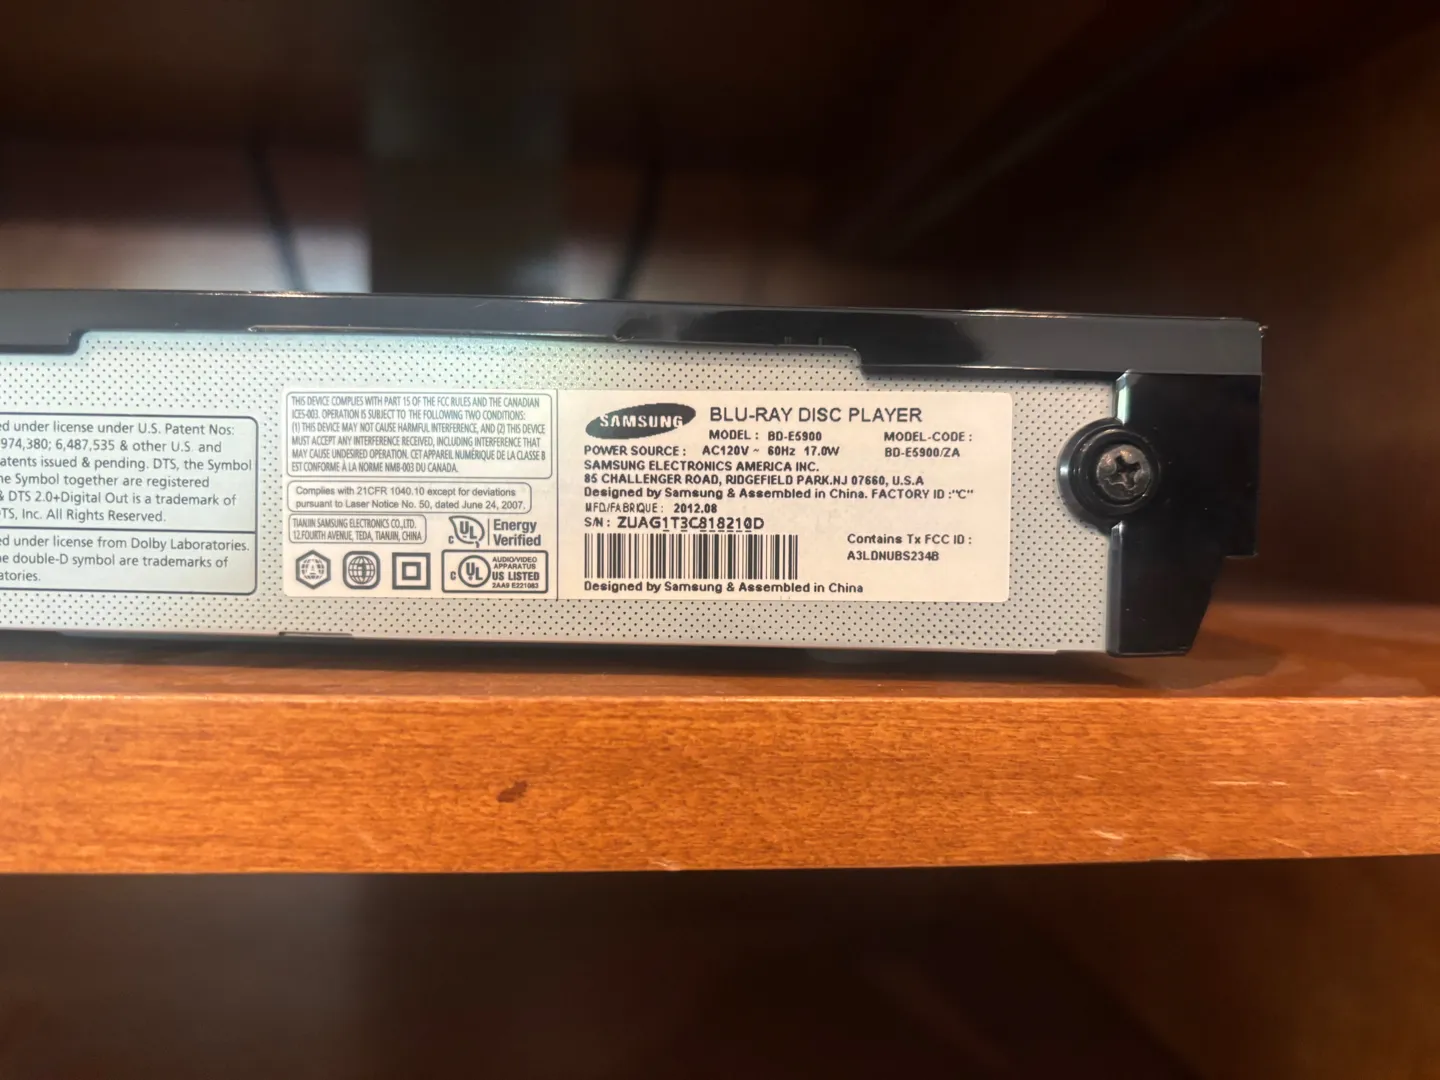 ed under license under U.S. Patent Nos:
974,380; 6,487,535 & other U.S. and
atents issued & pending. DTS, the Symbol
he Symbol together are registered
& DTS 2.0+Digital Out is a trademark of
TS, Inc. All Rights Reserved.
ed under license from Dolby Laboratories.
he double-D symbol are trademarks of
atories.
THIS DEVICE COMPLIES WITH PART 15 OF THE FCC RULES AND THE CANADIAN
ICES-003. OPERATION IS SUBJECT TO THE FOLLOWING TWO CONDITIONS:
(1) THIS DEVICE MAY NOT CAUSE HARMFUL INTERFERENCE, AND (2) THIS DEVICE
MUST ACCEPT ANY INTERFERENCE RECEIVED, INCLUDING INTERFERENCE THAT
MAY CAUSE UNDESIRED OPERATION. CET APPAREIL NUMÉRIQUE DE LA CLASSE B
EST CONFORME À LA NORME NMB-003 DU CANADA.
Complies with 21CFR 1040.10 except for deviations
pursuant to Laser Notice No. 50, dated June 24, 2007.
TIANJIN SAMSUNG ELECTRONICS CO.,LTD.
12.FOURTH AVENUE, TEDA, TIANJIN, CHINA
c UL Energy
Verified
c UL AUDIO/VIDEO
APPARATUS
US LISTED
2AA9 E221083
SAMSUNG BLU-RAY DISC PLAYER
MODEL : BD-E5900 MODEL-CODE :
POWER SOURCE : AC120V ~ 60Hz 17.0W BD-E5900/ZA
SAMSUNG ELECTRONICS AMERICA INC.
85 CHALLENGER ROAD, RIDGEFIELD PARK.NJ 07660, U.S.A
Designed by Samsung & Assembled in China. FACTORY ID :"C"
MFD/FABRIQUE : 2012.08
S/N : ZUAG1T3C818210D
Contains Tx FCC ID :
A3LDNUBS234B
Designed by Samsung & Assembled in China